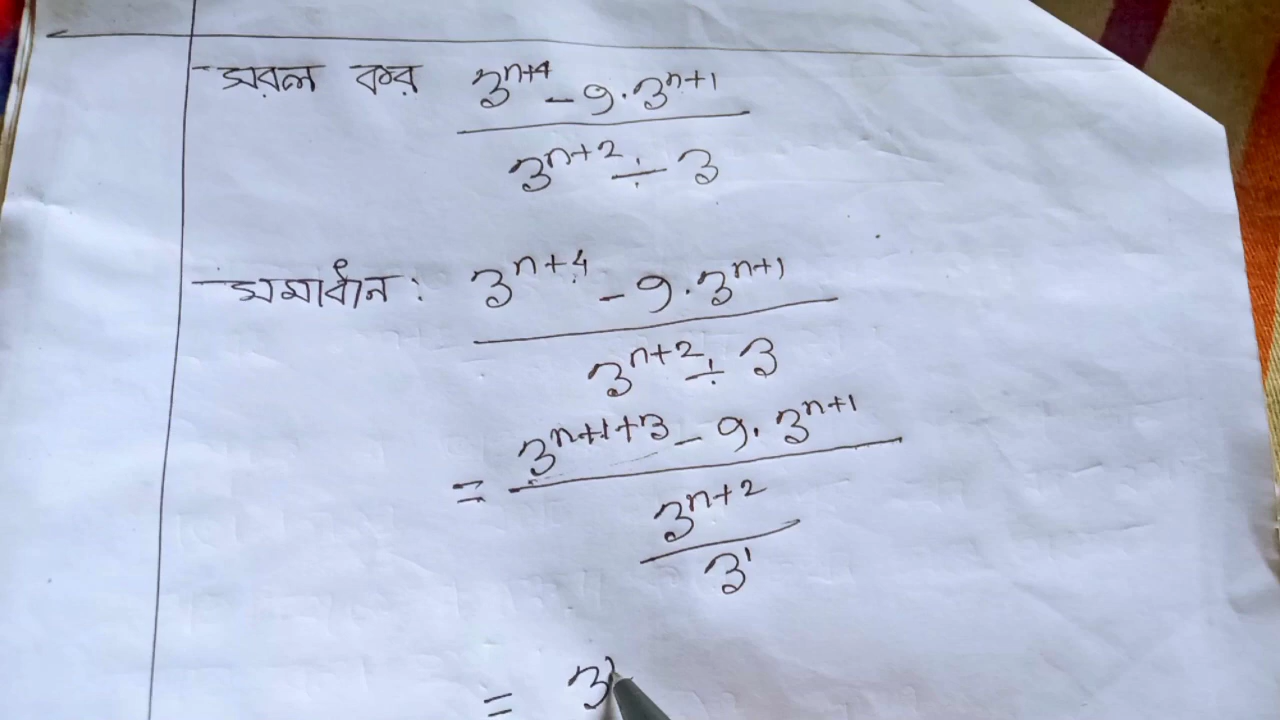 সরল কর 3^{n+4} - 9 · 3^{n+1}
3^{n+2} ÷ 3
সমাধান: 3^{n+4} - 9 · 3^{n+1}
3^{n+2} ÷ 3
= 3^{n+1+3} - 9 · 3^{n+1}
3^{n+2}
3^1
= 3